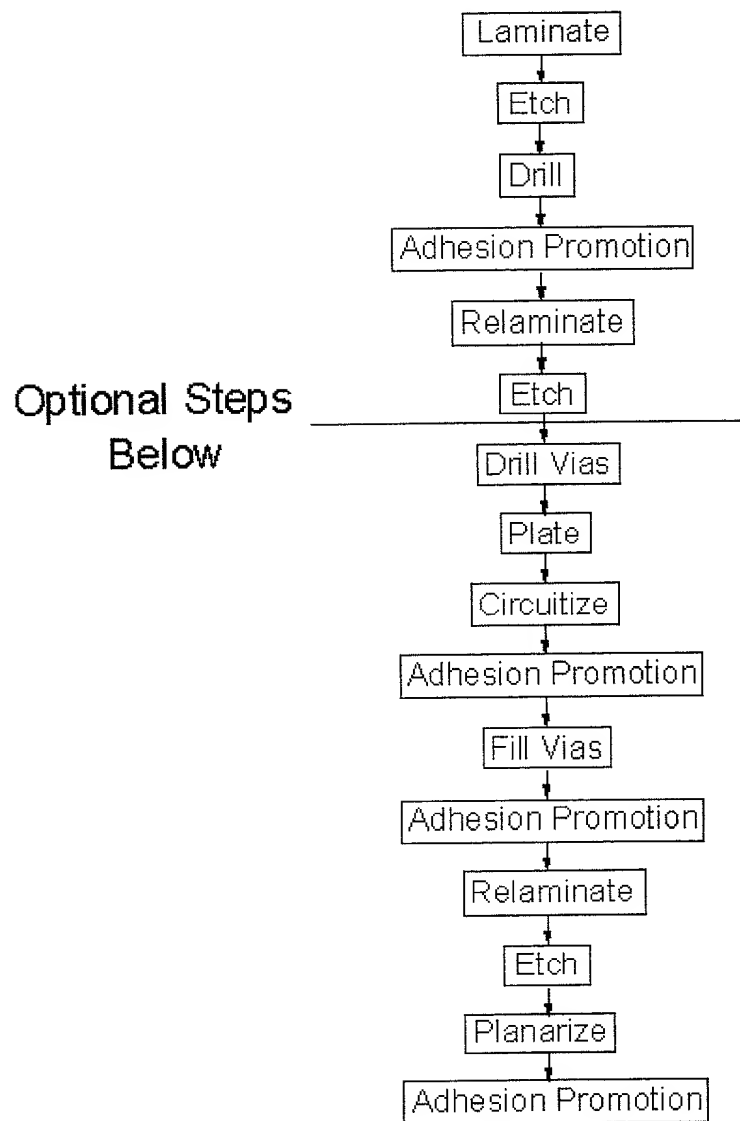 Laminate
Etch
Drill
Adhesion Promotion
Relaminate
Etch
Optional Steps
Below
Drill Vias
Plate
Circuitize
Adhesion Promotion
Fill Vias
Adhesion Promotion
Relaminate
Etch
Planarize
Adhesion Promotion